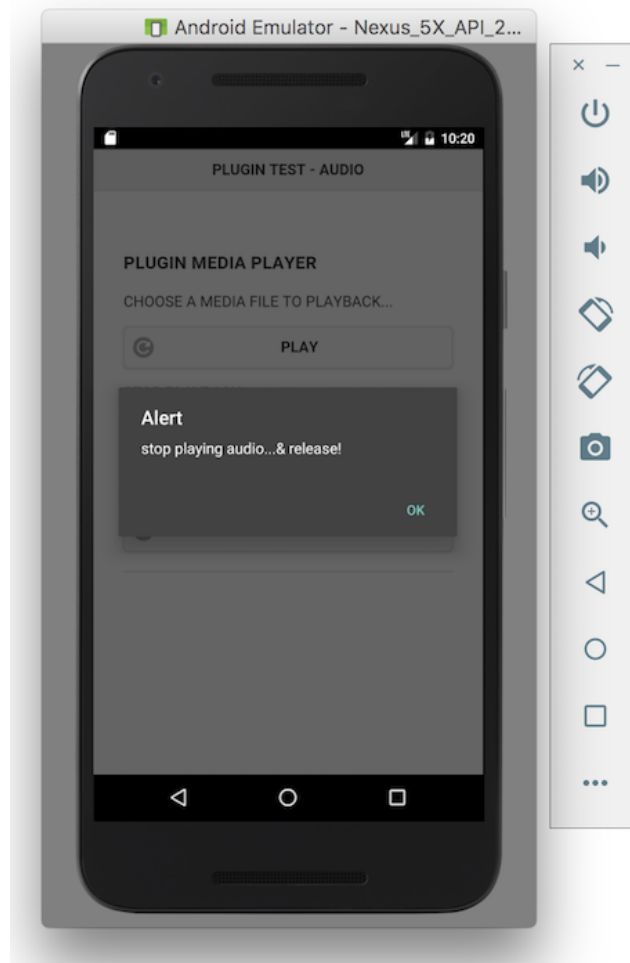 Android Emulator - Nexus_5X_API_2...
LTE 10:20
PLUGIN TEST - AUDIO
PLUGIN MEDIA PLAYER
CHOOSE A MEDIA FILE TO PLAYBACK...
PLAY
Alert
stop playing audio...& release!
OK